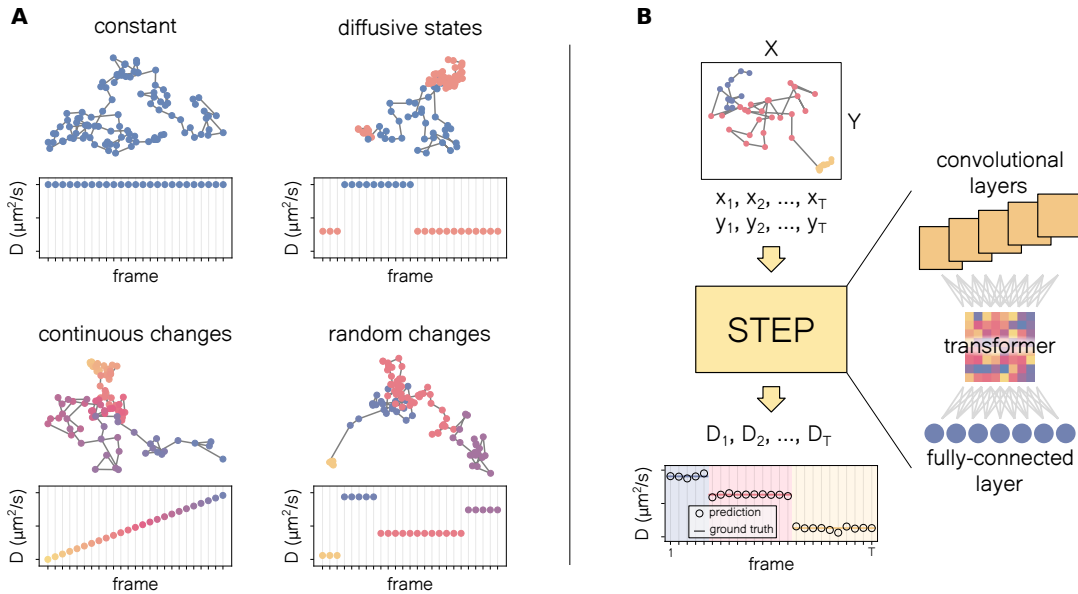 A
constant
D (μm²/s)
frame
diffusive states
D (μm²/s)
frame
continuous changes
D (μm²/s)
frame
random changes
D (μm²/s)
frame
B
X
Y
x₁, x₂, ..., x_T
y₁, y₂, ..., y_T
STEP
D₁, D₂, ..., D_T
D (μm²/s)
prediction
ground truth
1
T
frame
convolutional
layers
transformer
fully-connected
layer